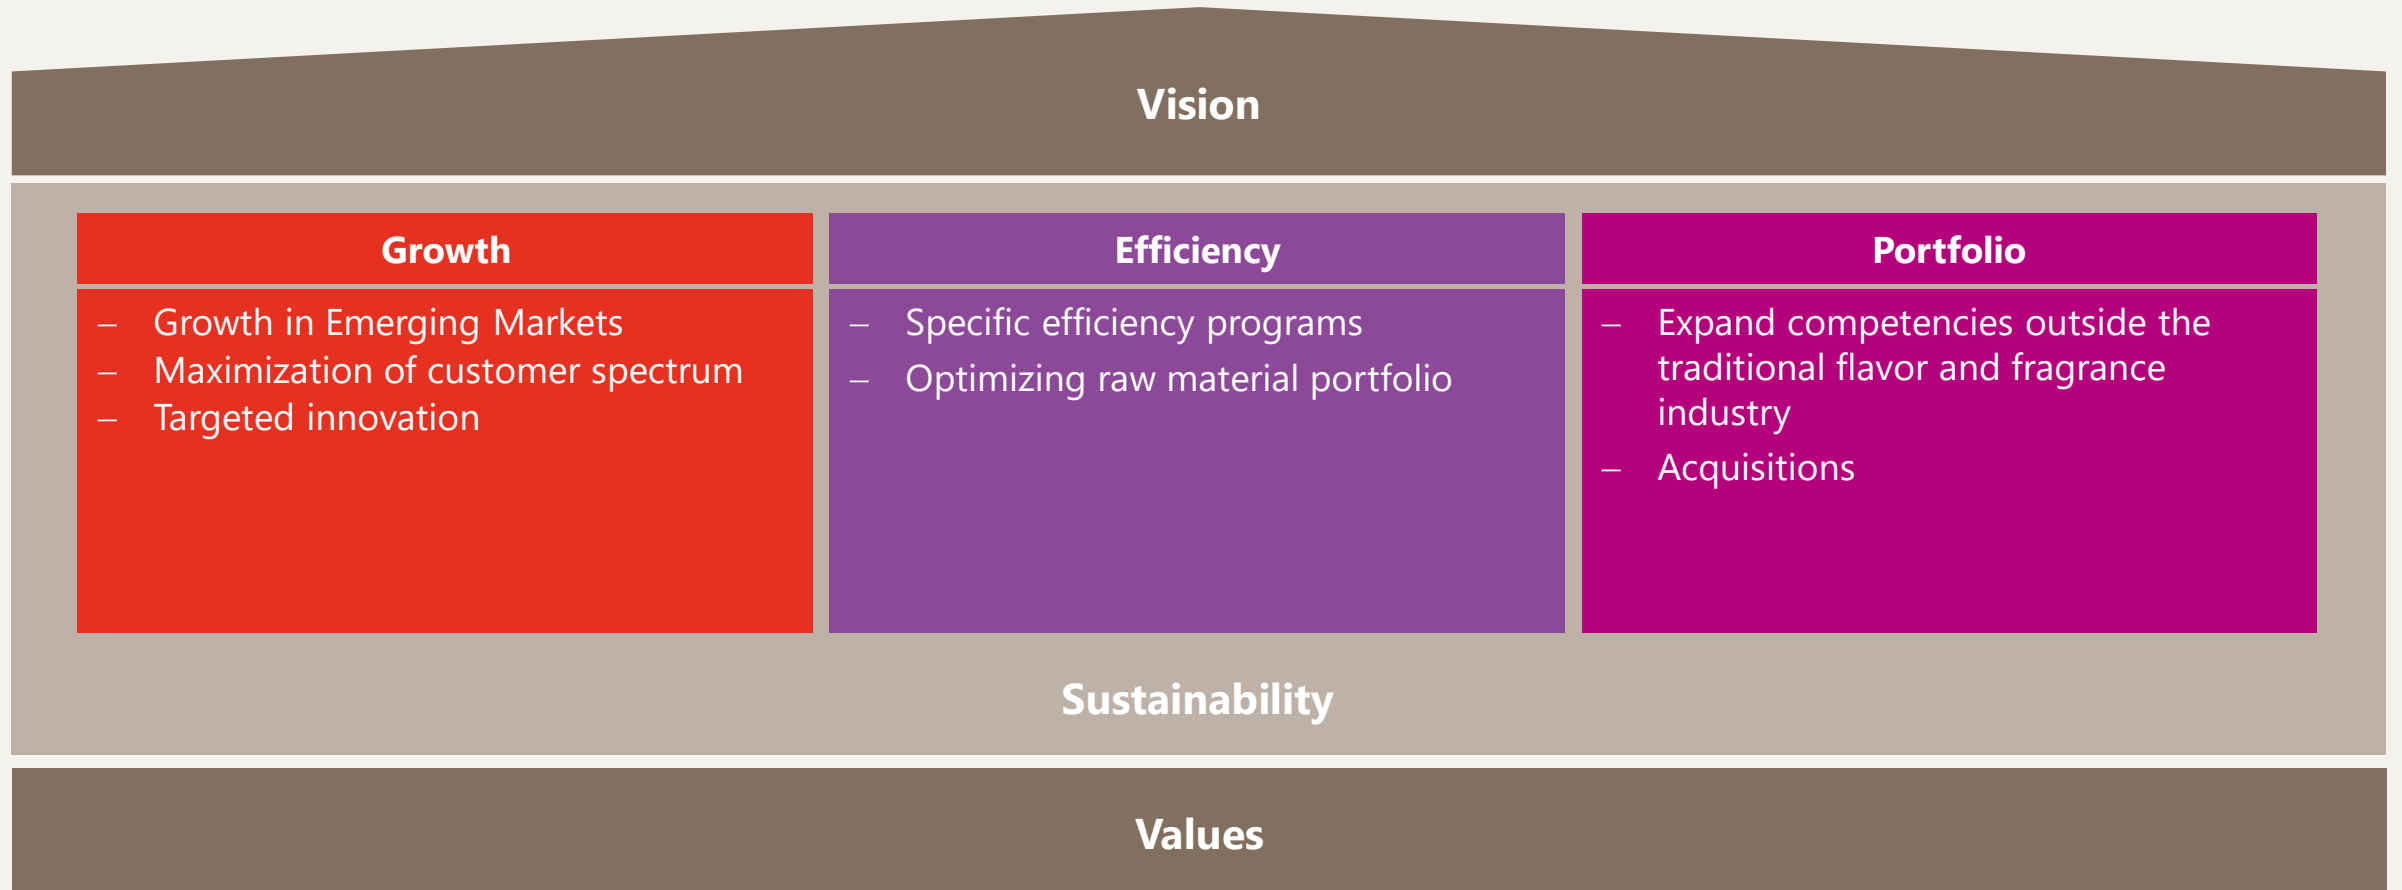 Vision
Growth
– Growth in Emerging Markets
– Maximization of customer spectrum
– Targeted innovation
Efficiency
– Specific efficiency programs
– Optimizing raw material portfolio
Portfolio
– Expand competencies outside the
traditional flavor and fragrance
industry
– Acquisitions
Sustainability
Values